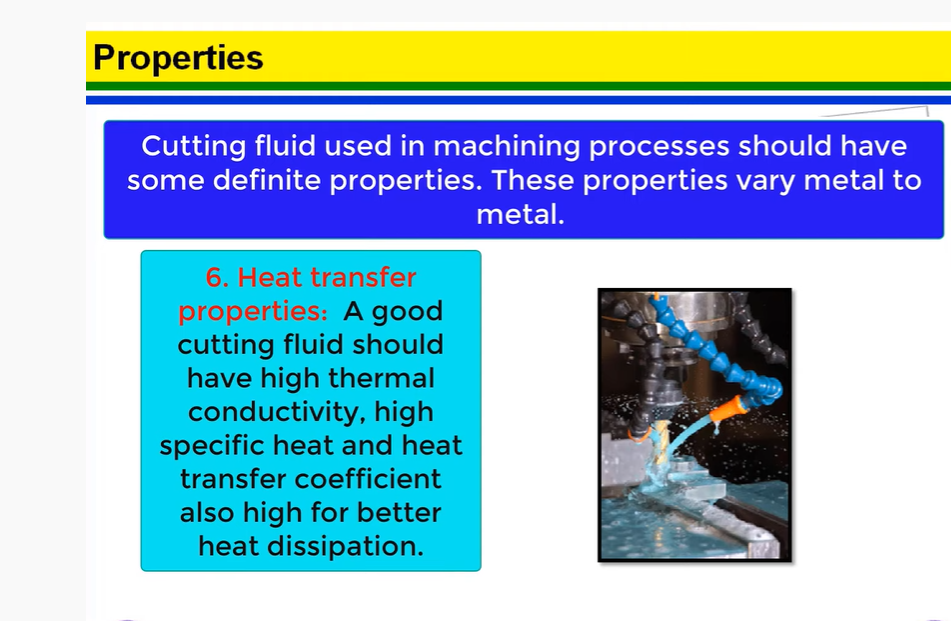 Properties
Cutting fluid used in machining processes should have
some definite properties. These properties vary metal to
metal.
6. Heat transfer
properties: A good
cutting fluid should
have high thermal
conductivity, high
specific heat and heat
transfer coefficient
also high for better
heat dissipation.